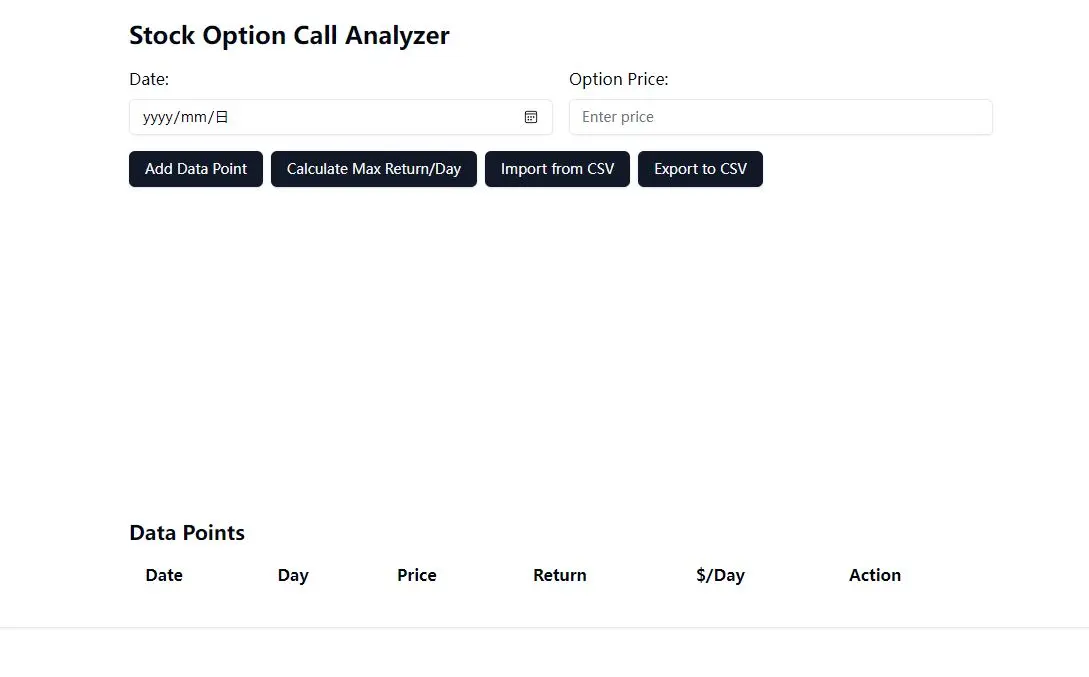 Stock Option Call Analyzer
Date: Option Price:
yyyy/mm/日 Enter price
Add Data Point Calculate Max Return/Day Import from CSV Export to CSV
Data Points
Date Day Price Return $/Day Action